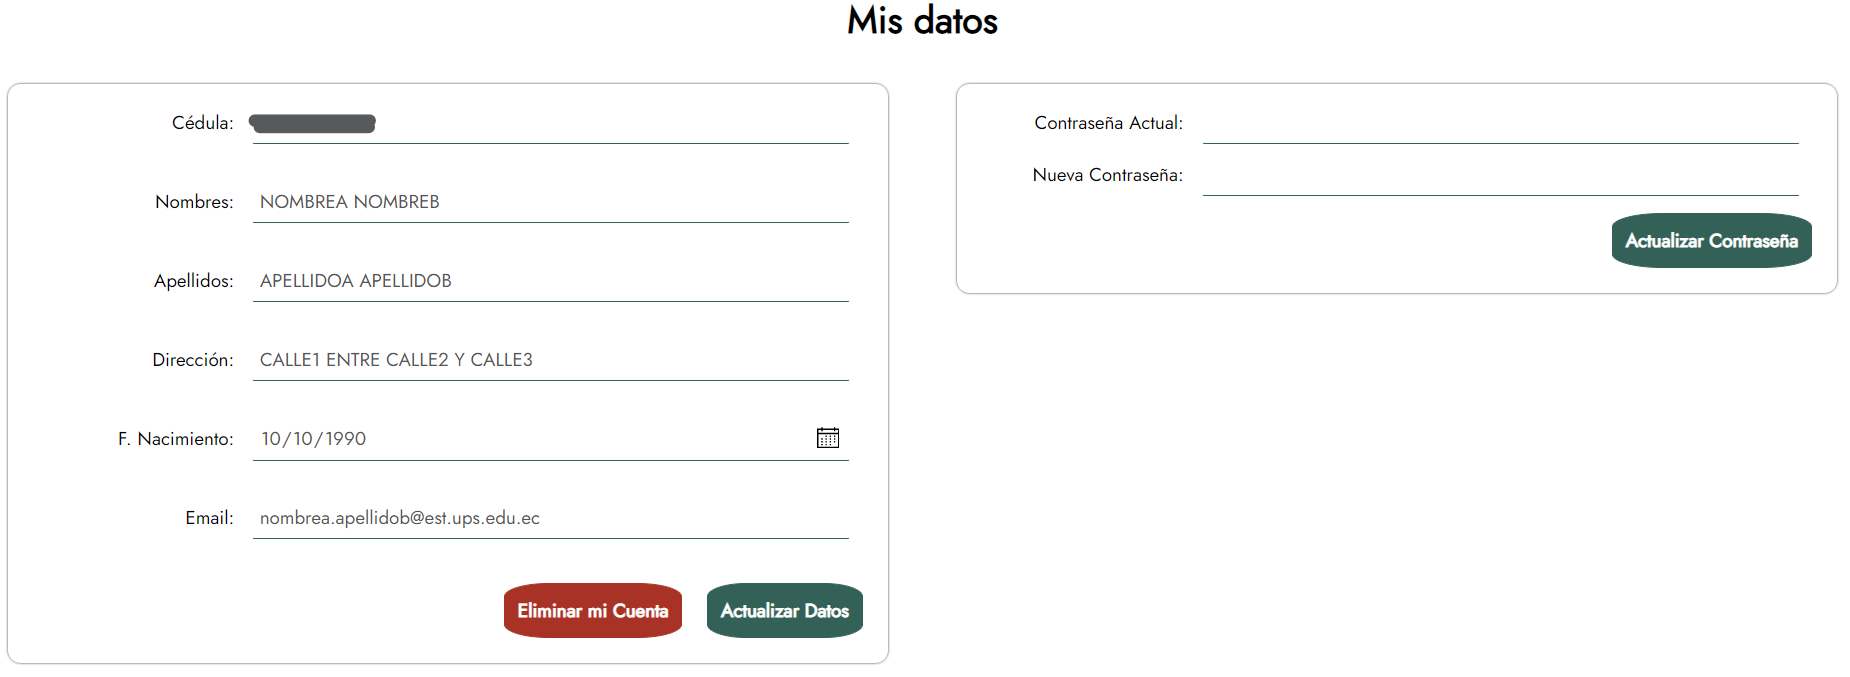 Mis datos
Cédula:
Nombres: NOMBREA NOMBREB
Apellidos: APELLIDOA APELLIDOB
Dirección: CALLE1 ENTRE CALLE2 Y CALLE3
F. Nacimiento: 10/10/1990
Email: nombrea.apellidob@est.ups.edu.ec
Eliminar mi Cuenta Actualizar Datos
Contraseña Actual:
Nueva Contraseña:
Actualizar Contraseña